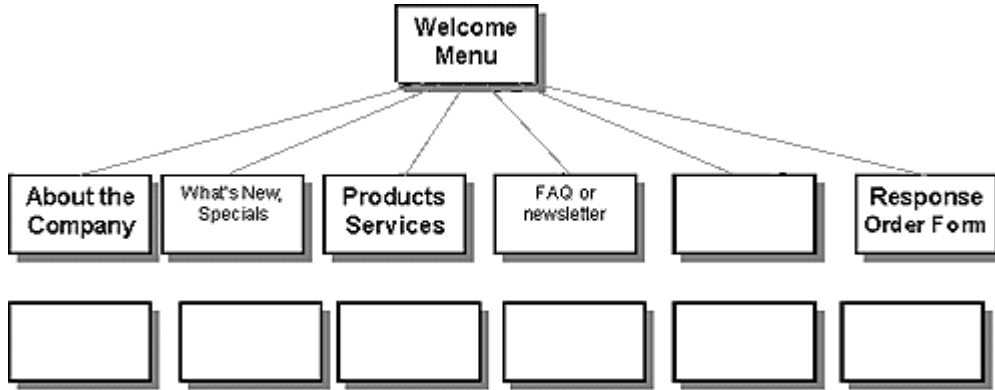 Welcome
Menu
About the
Company
What's New,
Specials
Products
Services
FAQ or
newsletter
Response
Order Form